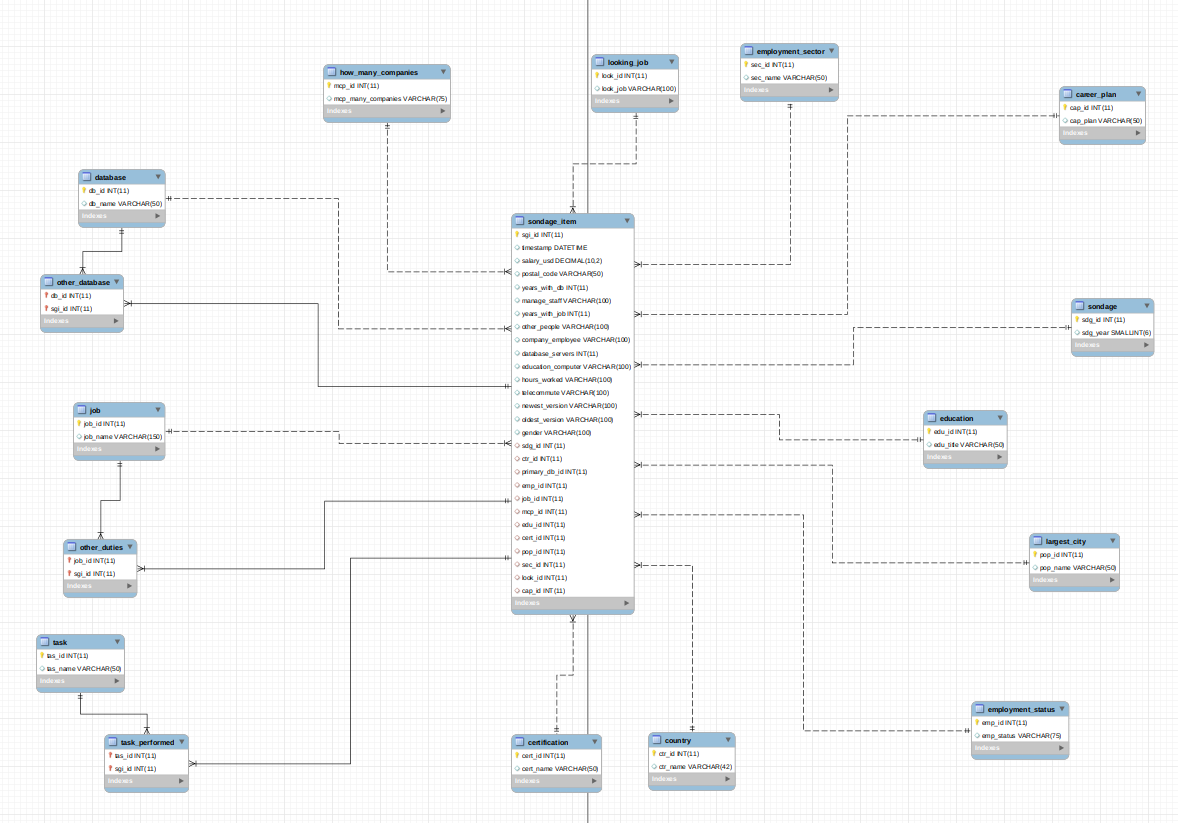 how_many_companies
mcp_id INT(11)
mcp_many_companies VARCHAR(75)
Indexes
looking_job
look_id INT(11)
look_job VARCHAR(100)
Indexes
employment_sector
sec_id INT(11)
sec_name VARCHAR(50)
Indexes
career_plan
cap_id INT(11)
cap_plan VARCHAR(50)
Indexes
database
db_id INT(11)
db_name VARCHAR(50)
Indexes
other_database
db_id INT(11)
sgi_id INT(11)
Indexes
sondage_item
sgi_id INT(11)
timestamp DATETIME
salary_usd DECIMAL(10,2)
postal_code VARCHAR(50)
years_with_db INT(11)
manage_staff VARCHAR(100)
years_with_job INT(11)
other_people VARCHAR(100)
company_employee VARCHAR(100)
database_servers INT(11)
education_computer VARCHAR(100)
hours_worked VARCHAR(100)
telecommute VARCHAR(100)
newest_version VARCHAR(100)
oldest_version VARCHAR(100)
gender VARCHAR(100)
sdg_id INT(11)
ctr_id INT(11)
primary_db_id INT(11)
emp_id INT(11)
job_id INT(11)
mcp_id INT(11)
edu_id INT(11)
cert_id INT(11)
pop_id INT(11)
sec_id INT(11)
look_id INT(11)
cap_id INT(11)
Indexes
sondage
sdg_id INT(11)
sdg_year SMALLINT(6)
Indexes
job
job_id INT(11)
job_name VARCHAR(150)
Indexes
education
edu_id INT(11)
edu_title VARCHAR(50)
Indexes
other_duties
job_id INT(11)
sgi_id INT(11)
Indexes
largest_city
pop_id INT(11)
pop_name VARCHAR(50)
Indexes
task
tas_id INT(11)
tas_name VARCHAR(50)
Indexes
task_performed
tas_id INT(11)
sgi_id INT(11)
Indexes
certification
cert_id INT(11)
cert_name VARCHAR(50)
Indexes
country
ctr_id INT(11)
ctr_name VARCHAR(42)
Indexes
employment_status
emp_id INT(11)
emp_status VARCHAR(75)
Indexes